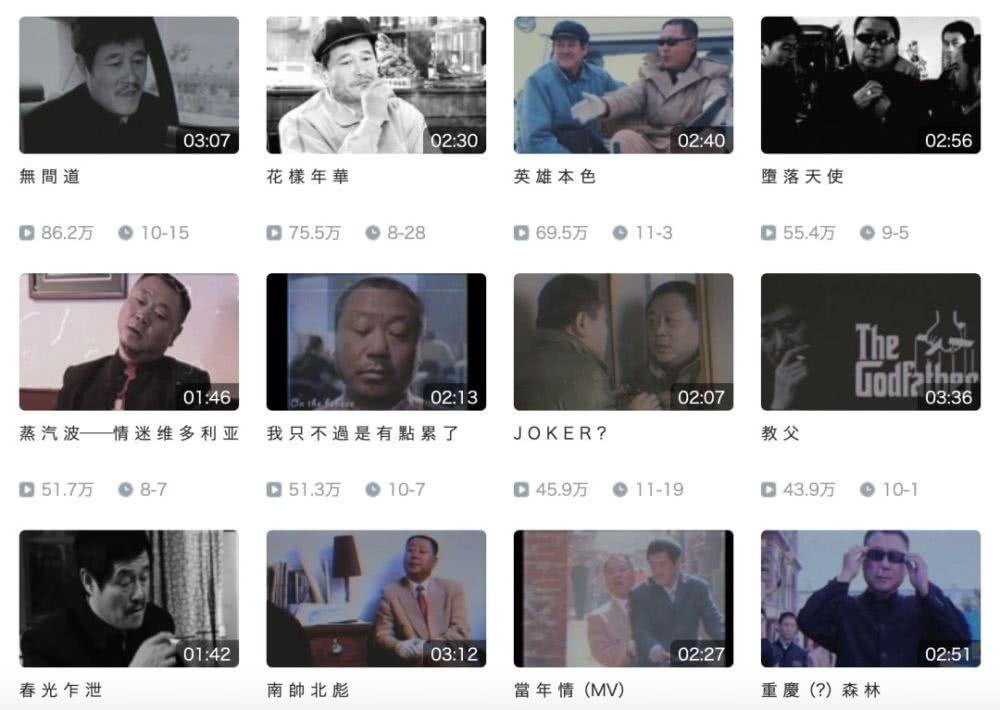 03:07
02:30
02:40
02:56
無間道
花樣年華
英雄本色
墮落天使
86.2万 10-15
75.5万 8-28
69.5万 11-3
55.4万 9-5
On the believe
The Godfather
01:46
02:13
02:07
03:36
蒸汽波——情迷维多利亚
我只不過是有點累了
JOKER?
教父
51.7万 8-7
51.3万 10-7
45.9万 11-19
43.9万 10-1
01:42
03:12
02:27
02:51
春光乍泄
南帥北彪
當年情（MV）
重慶（?）森林